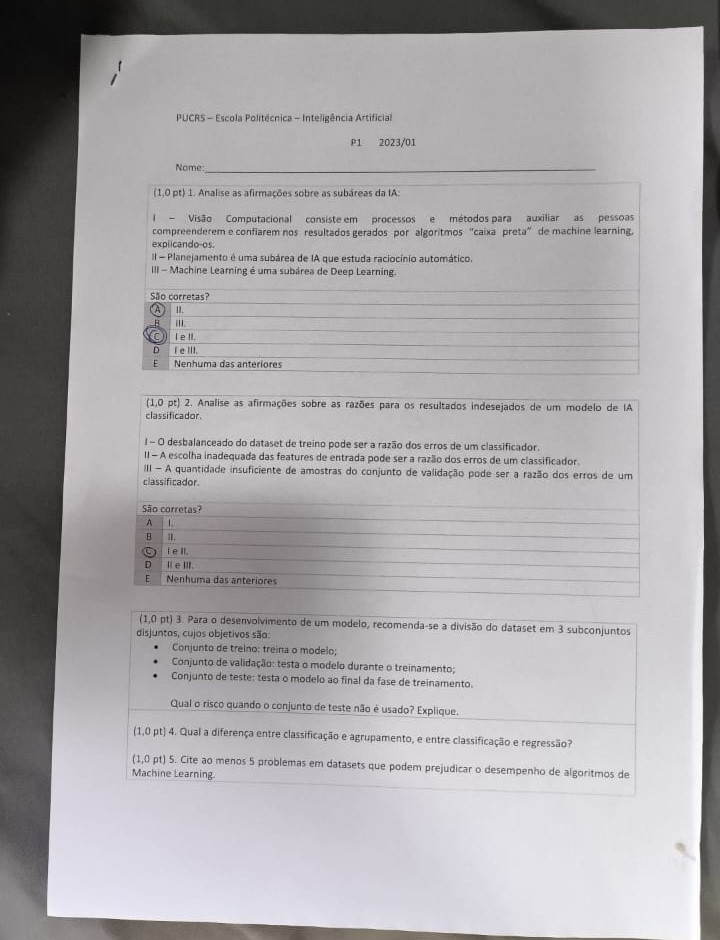 PUCRS – Escola Politécnica – Inteligência Artificial
P1 2023/01
Nome:
(1,0 pt) 1. Analise as afirmações sobre as subáreas da IA:
I – Visão Computacional consiste em processos e métodos para auxiliar as pessoas
compreenderem e confiarem nos resultados gerados por algoritmos "caixa preta" de machine learning,
explicando-os.
II – Planejamento é uma subárea de IA que estuda raciocínio automático.
III – Machine Learning é uma subárea de Deep Learning.
São corretas?
A II.
B III.
C I e II.
D I e III.
E Nenhuma das anteriores
(1,0 pt) 2. Analise as afirmações sobre as razões para os resultados indesejados de um modelo de IA
classificador.
I – O desbalanceado do dataset de treino pode ser a razão dos erros de um classificador.
II – A escolha inadequada das features de entrada pode ser a razão dos erros de um classificador.
III – A quantidade insuficiente de amostras do conjunto de validação pode ser a razão dos erros de um
classificador.
São corretas?
A I.
B II.
C I e II.
D II e III.
E Nenhuma das anteriores
(1,0 pt) 3. Para o desenvolvimento de um modelo, recomenda-se a divisão do dataset em 3 subconjuntos
disjuntos, cujos objetivos são:
• Conjunto de treino: treina o modelo;
• Conjunto de validação: testa o modelo durante o treinamento;
• Conjunto de teste: testa o modelo ao final da fase de treinamento.
Qual o risco quando o conjunto de teste não é usado? Explique.
(1,0 pt) 4. Qual a diferença entre classificação e agrupamento, e entre classificação e regressão?
(1,0 pt) 5. Cite ao menos 5 problemas em datasets que podem prejudicar o desempenho de algoritmos de
Machine Learning.